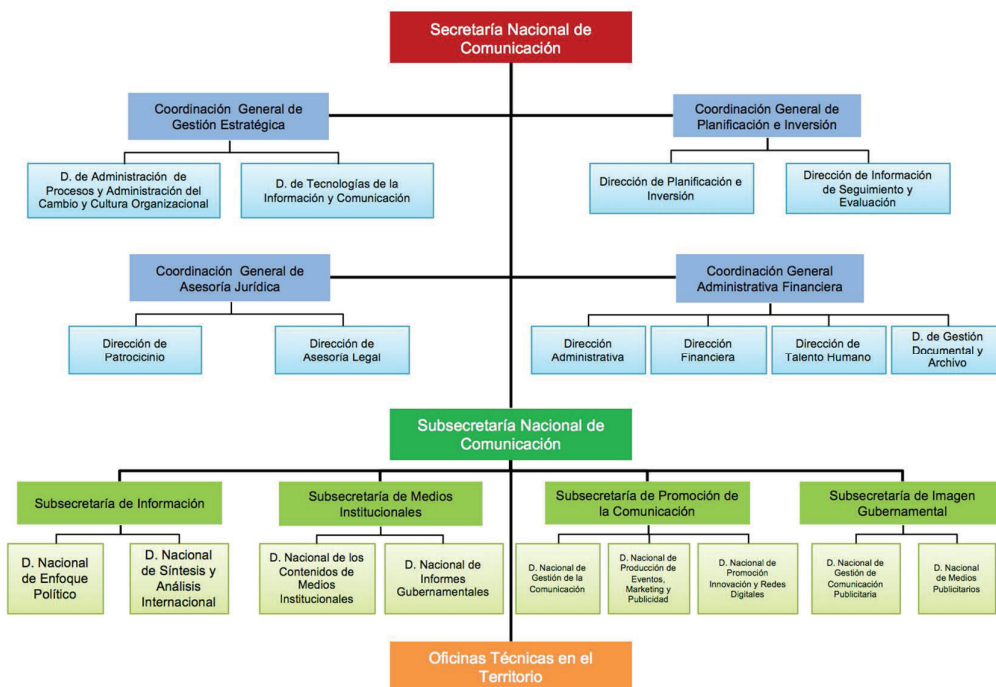 Secretaría Nacional de
Comunicación
Coordinación General de
Gestión Estratégica
Coordinación General de
Planificación e Inversión
D. de Administración de
Procesos y Administración del
Cambio y Cultura Organizacional
D. de Tecnologías de la
Información y Comunicación
Dirección de Planificación e
Inversión
Dirección de Información
de Seguimiento y
Evaluación
Coordinación General de
Asesoría Jurídica
Coordinación General
Administrativa Financiera
Dirección de
Patrocicinio
Dirección de
Asesoría Legal
Dirección
Administrativa
Dirección
Financiera
Dirección de
Talento Humano
D. de Gestión
Documental y
Archivo
Subsecretaría Nacional de
Comunicación
Subsecretaría de Información
Subsecretaría de Medios
Institucionales
Subsecretaría de Promoción de
la Comunicación
Subsecretaría de Imagen
Gubernamental
D. Nacional
de Enfoque
Político
D. Nacional
de Síntesis y
Análisis
Internacional
D. Nacional de los
Contenidos de
Medios
Institucionales
D. Nacional de
Informes
Gubernamentales
D. Nacional de
Gestión de la
Comunicación
D. Nacional de
Producción de
Eventos,
Marketing y
Publicidad
D. Nacional de
Promoción
Innovación y Redes
Digitales
D. Nacional de
Gestión de
Comunicación
Publicitaria
D. Nacional
de Medios
Publicitarios
Oficinas Técnicas en el
Territorio